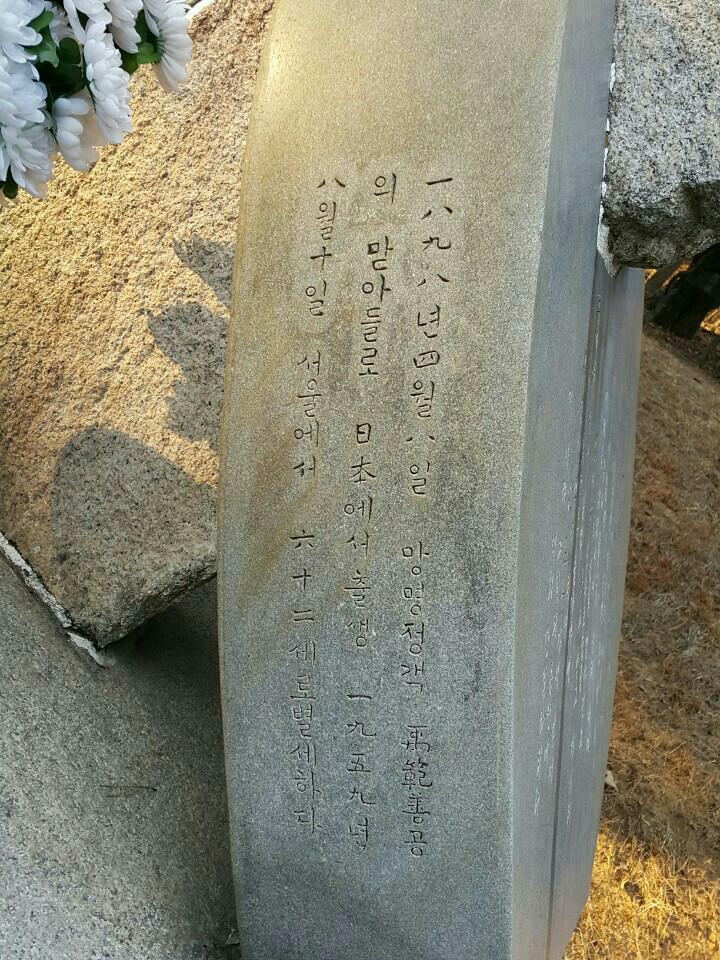 一八九八년四월八일 망명정객 禹範善공
의 맏아들로 日本에서출생 一九五九년
八월十일 서울에서 六十二세로별세하다